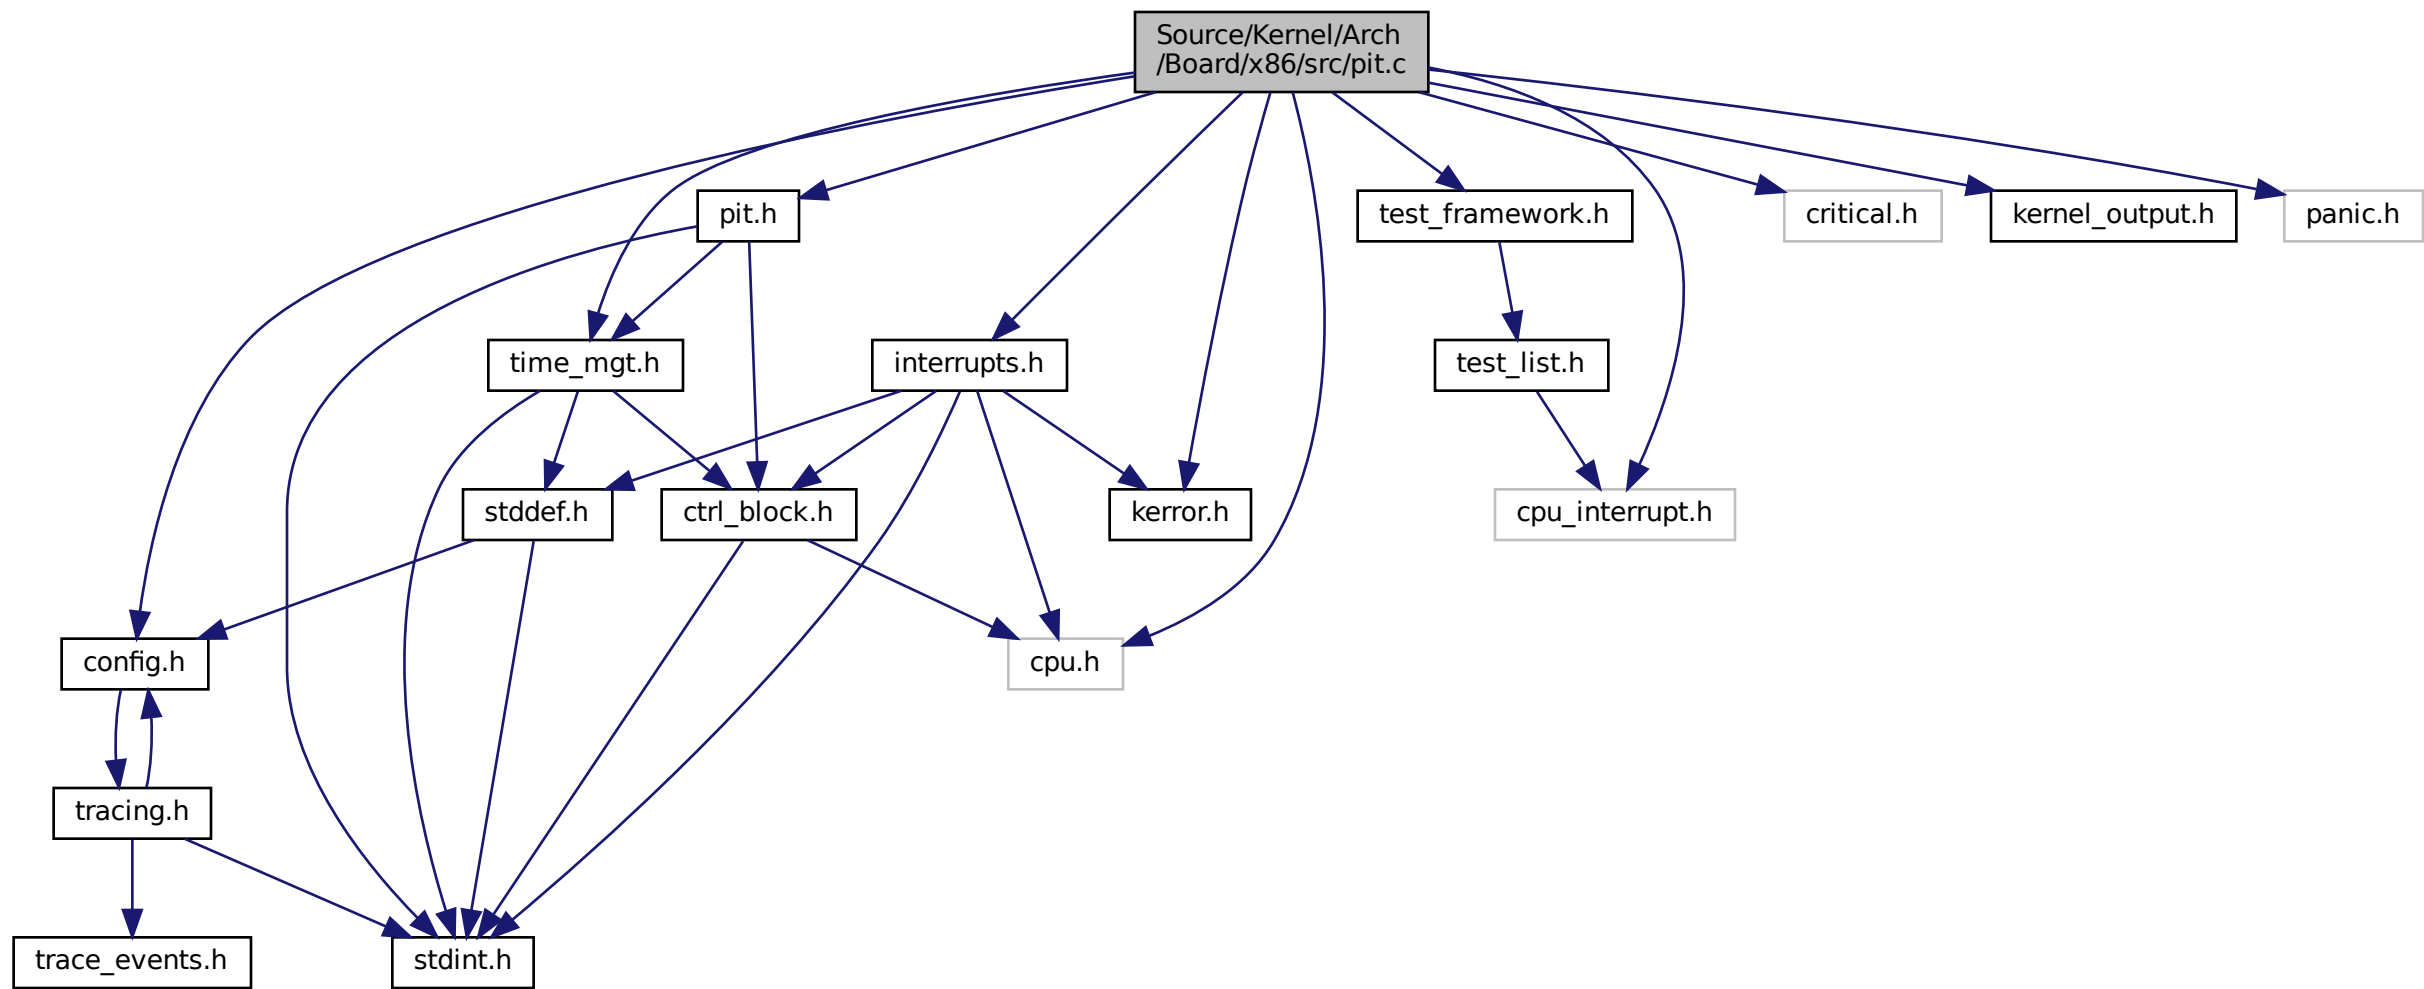 Source/Kernel/Arch
/Board/x86/src/pit.c
pit.h
test_framework.h
critical.h
kernel_output.h
panic.h
time_mgt.h
interrupts.h
test_list.h
stddef.h
ctrl_block.h
kerror.h
cpu_interrupt.h
config.h
cpu.h
tracing.h
trace_events.h
stdint.h